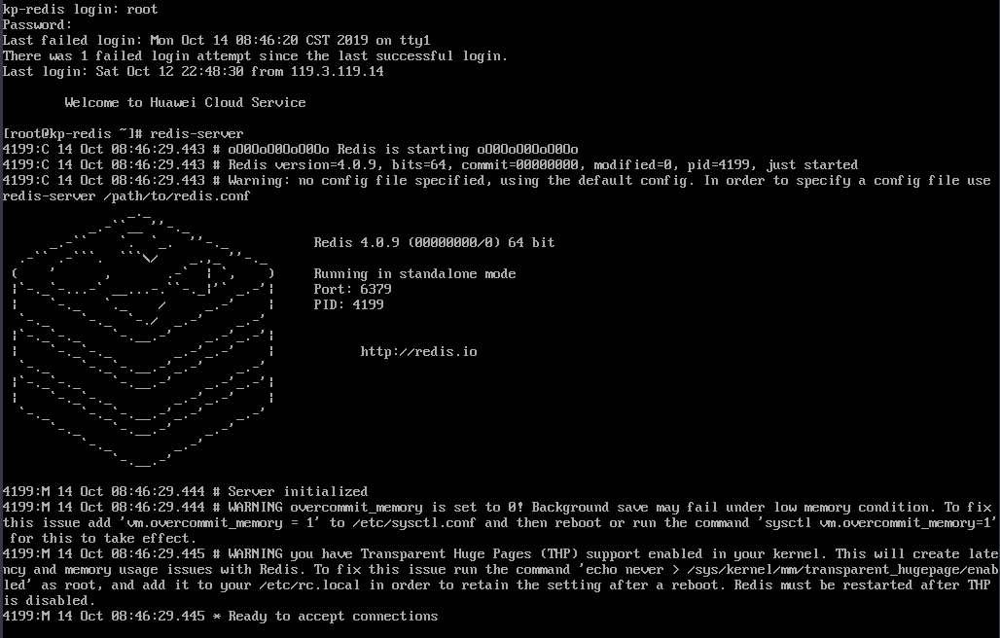 kp-redis login: root
Password:
Last failed login: Mon Oct 14 08:46:20 CST 2019 on tty1
There was 1 failed login attempt since the last successful login.
Last login: Sat Oct 12 22:48:30 from 119.3.119.14
Welcome to Huawei Cloud Service
[root@kp-redis ~]# redis-server
4199:C 14 Oct 08:46:29.443 # oO0OoO0OoO0Oo Redis is starting oO0OoO0OoO0Oo
4199:C 14 Oct 08:46:29.443 # Redis version=4.0.9, bits=64, commit=00000000, modified=0, pid=4199, just started
4199:C 14 Oct 08:46:29.443 # Warning: no config file specified, using the default config. In order to specify a config file use
redis-server /path/to/redis.conf
Redis 4.0.9 (00000000/0) 64 bit
Running in standalone mode
Port: 6379
PID: 4199
http://redis.io
4199:M 14 Oct 08:46:29.444 # Server initialized
4199:M 14 Oct 08:46:29.444 # WARNING overcommit_memory is set to 0! Background save may fail under low memory condition. To fix
this issue add 'vm.overcommit_memory = 1' to /etc/sysctl.conf and then reboot or run the command 'sysctl vm.overcommit_memory=1'
for this to take effect.
4199:M 14 Oct 08:46:29.445 # WARNING you have Transparent Huge Pages (THP) support enabled in your kernel. This will create late
ncy and memory usage issues with Redis. To fix this issue run the command 'echo never > /sys/kernel/mm/transparent_hugepage/enab
led' as root, and add it to your /etc/rc.local in order to retain the setting after a reboot. Redis must be restarted after THP
is disabled.
4199:M 14 Oct 08:46:29.445 * Ready to accept connections